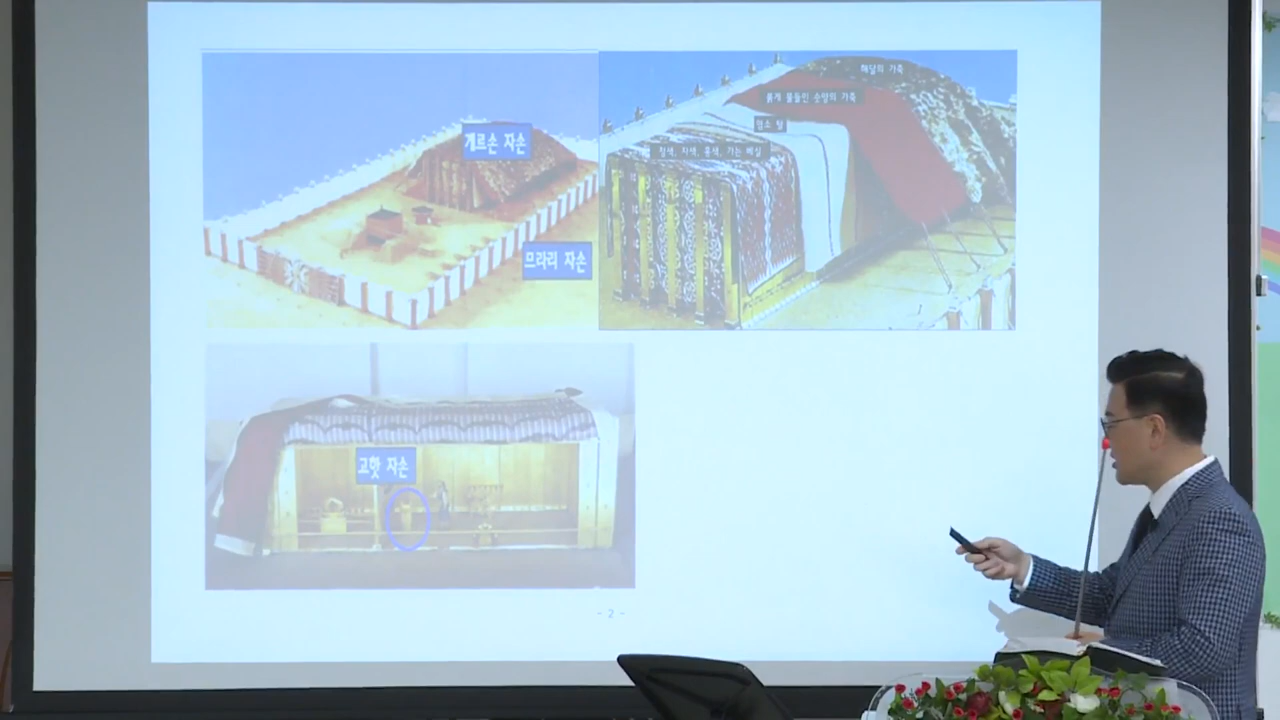 게르손 자손
므라리 자손
해달의 가죽
붉게 물들인 숫양의 가죽
염소 털
청색, 자색, 홍색, 가는 베실
고핫 자손
- 2 -